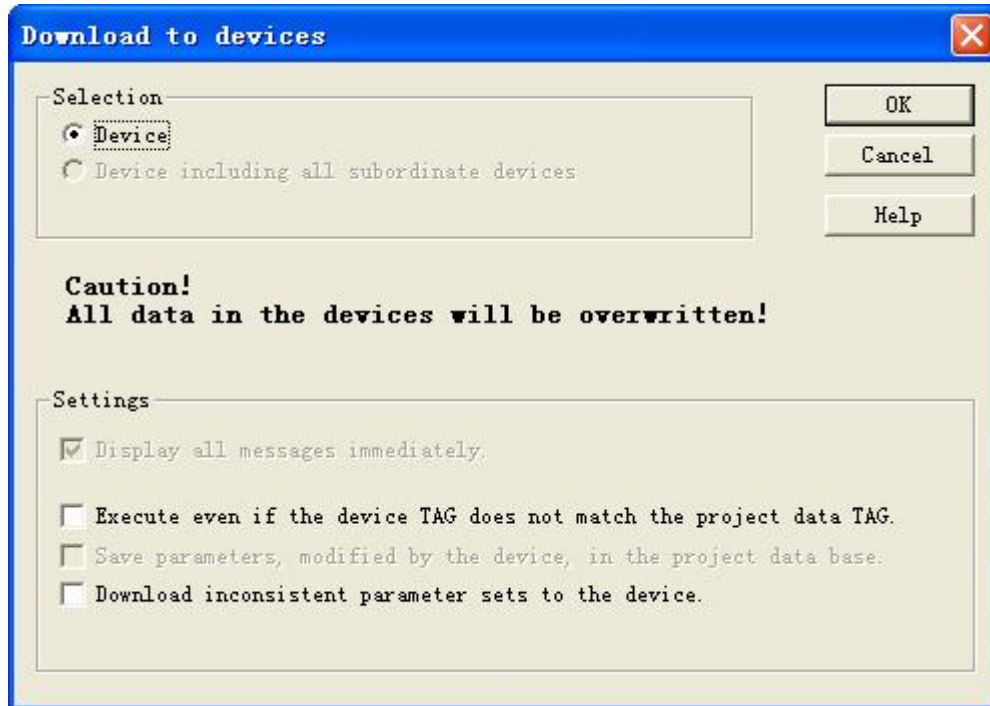 Download to devices
Selection
Device
Device including all subordinate devices
OK
Cancel
Help
Caution!
All data in the devices will be overwritten!
Settings
Display all messages immediately.
Execute even if the device TAG does not match the project data TAG.
Save parameters, modified by the device, in the project data base.
Download inconsistent parameter sets to the device.